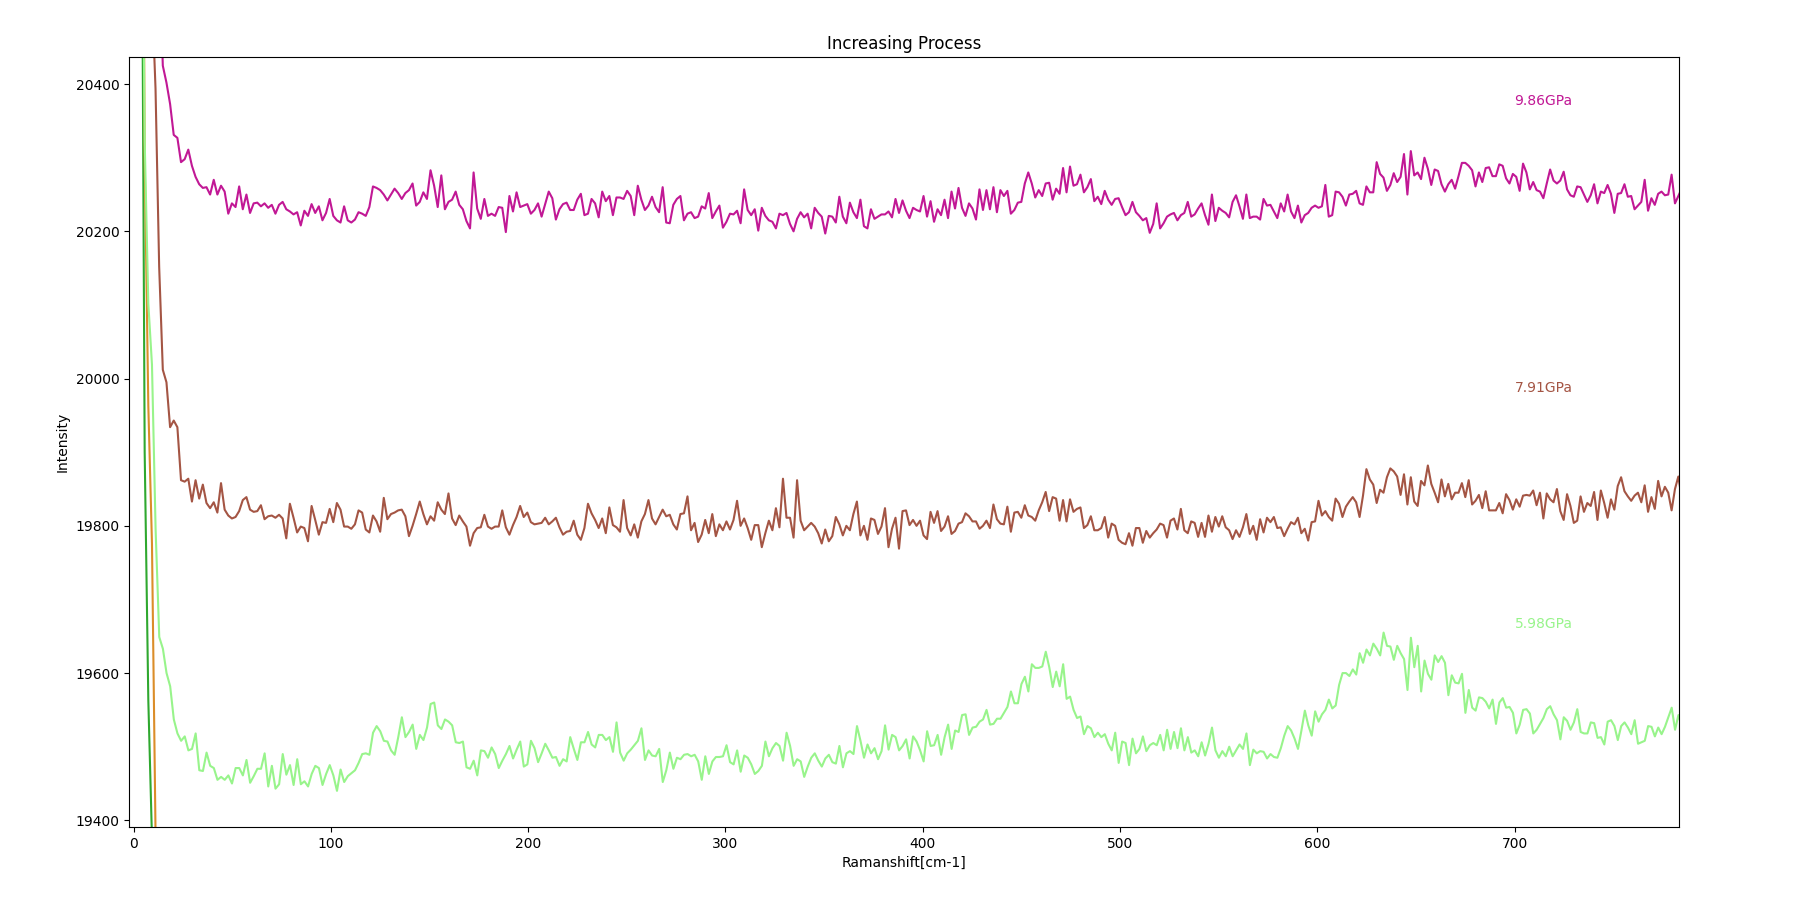 Increasing Process
20400
20200
20000
19800
19600
19400
Intensity
9.86GPa
7.91GPa
5.98GPa
0 100 200 300 400 500 600 700
Ramanshift[cm-1]